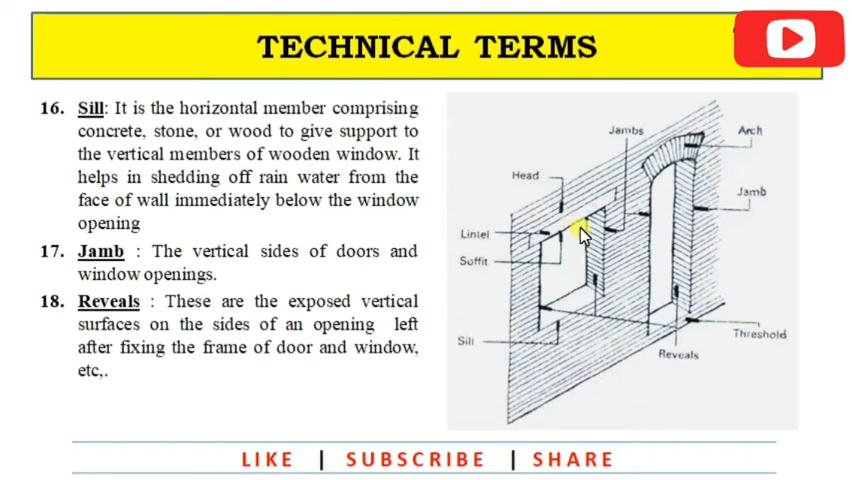 TECHNICAL TERMS
16. Sill: It is the horizontal member comprising
concrete, stone, or wood to give support to
the vertical members of wooden window. It
helps in shedding off rain water from the
face of wall immediately below the window
opening
17. Jamb : The vertical sides of doors and
window openings.
18. Reveals : These are the exposed vertical
surfaces on the sides of an opening left
after fixing the frame of door and window,
etc,.
Jambs
Arch
Head
Jamb
Lintel
Soffit
Sill
Threshold
Reveals
LIKE | SUBSCRIBE | SHARE